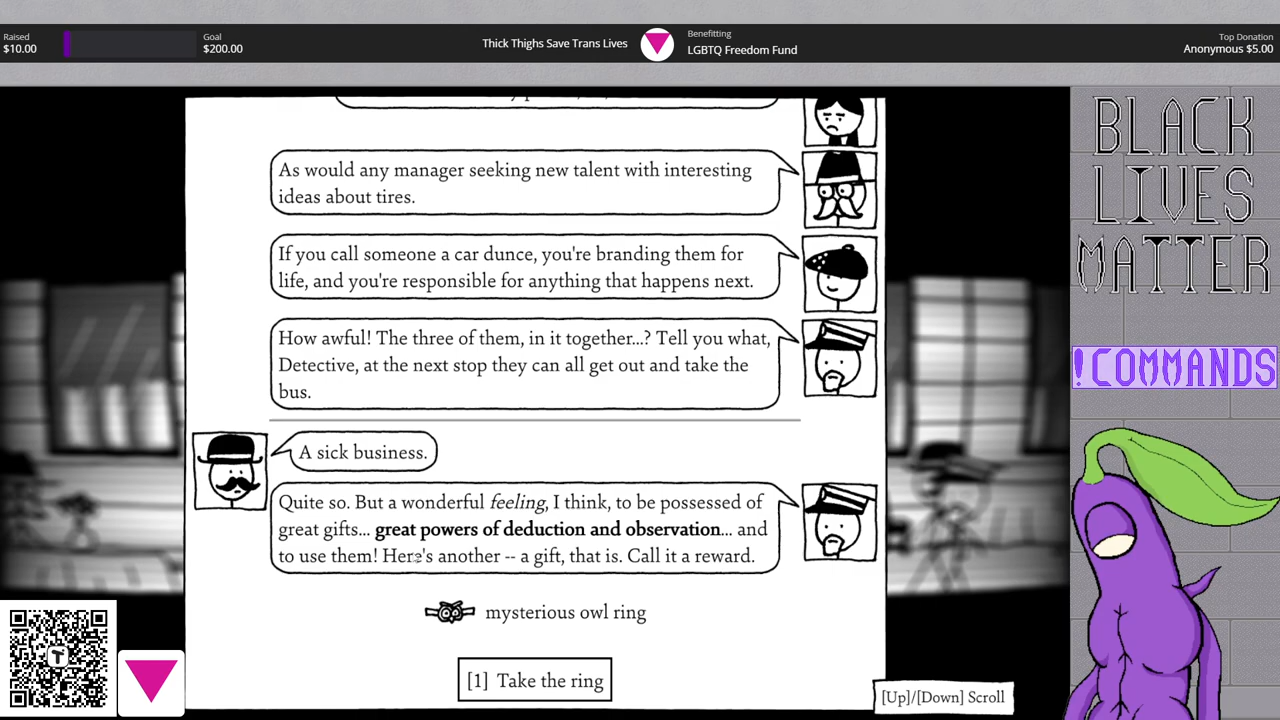 Raised
$10.00
Goal
$200.00
Thick Thighs Save Trans Lives
Benefitting
LGBTQ Freedom Fund
Top Donation
Anonymous $5.00
As would any manager seeking new talent with interesting
ideas about tires.
If you call someone a car dunce, you're branding them for
life, and you're responsible for anything that happens next.
How awful! The three of them, in it together...? Tell you what,
Detective, at the next stop they can all get out and take the
bus.
A sick business.
Quite so. But a wonderful feeling, I think, to be possessed of
great gifts... great powers of deduction and observation... and
to use them! Here's another -- a gift, that is. Call it a reward.
mysterious owl ring
[1] Take the ring
[Up]/[Down] Scroll
BLACK
LIVES
MATTER
!COMMANDS
T